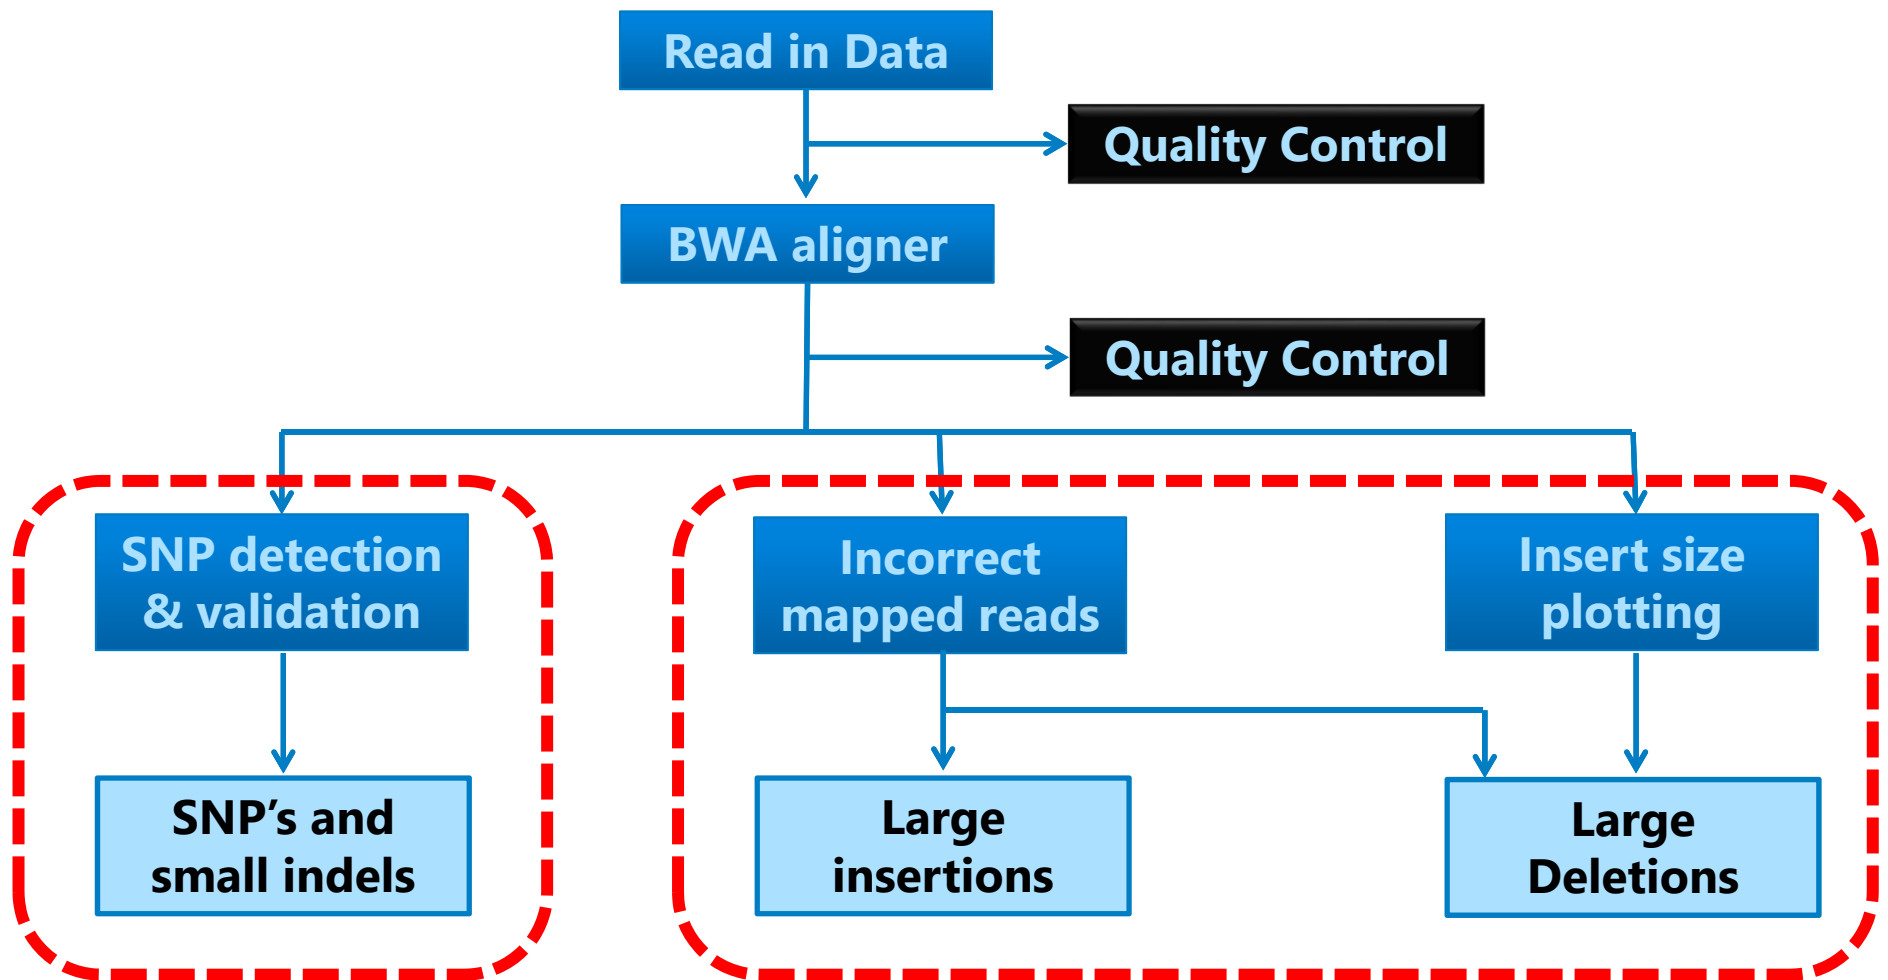 Read in Data
Quality Control
BWA aligner
Quality Control
SNP detection
& validation
Incorrect
mapped reads
Insert size
plotting
SNP’s and
small indels
Large
insertions
Large
Deletions